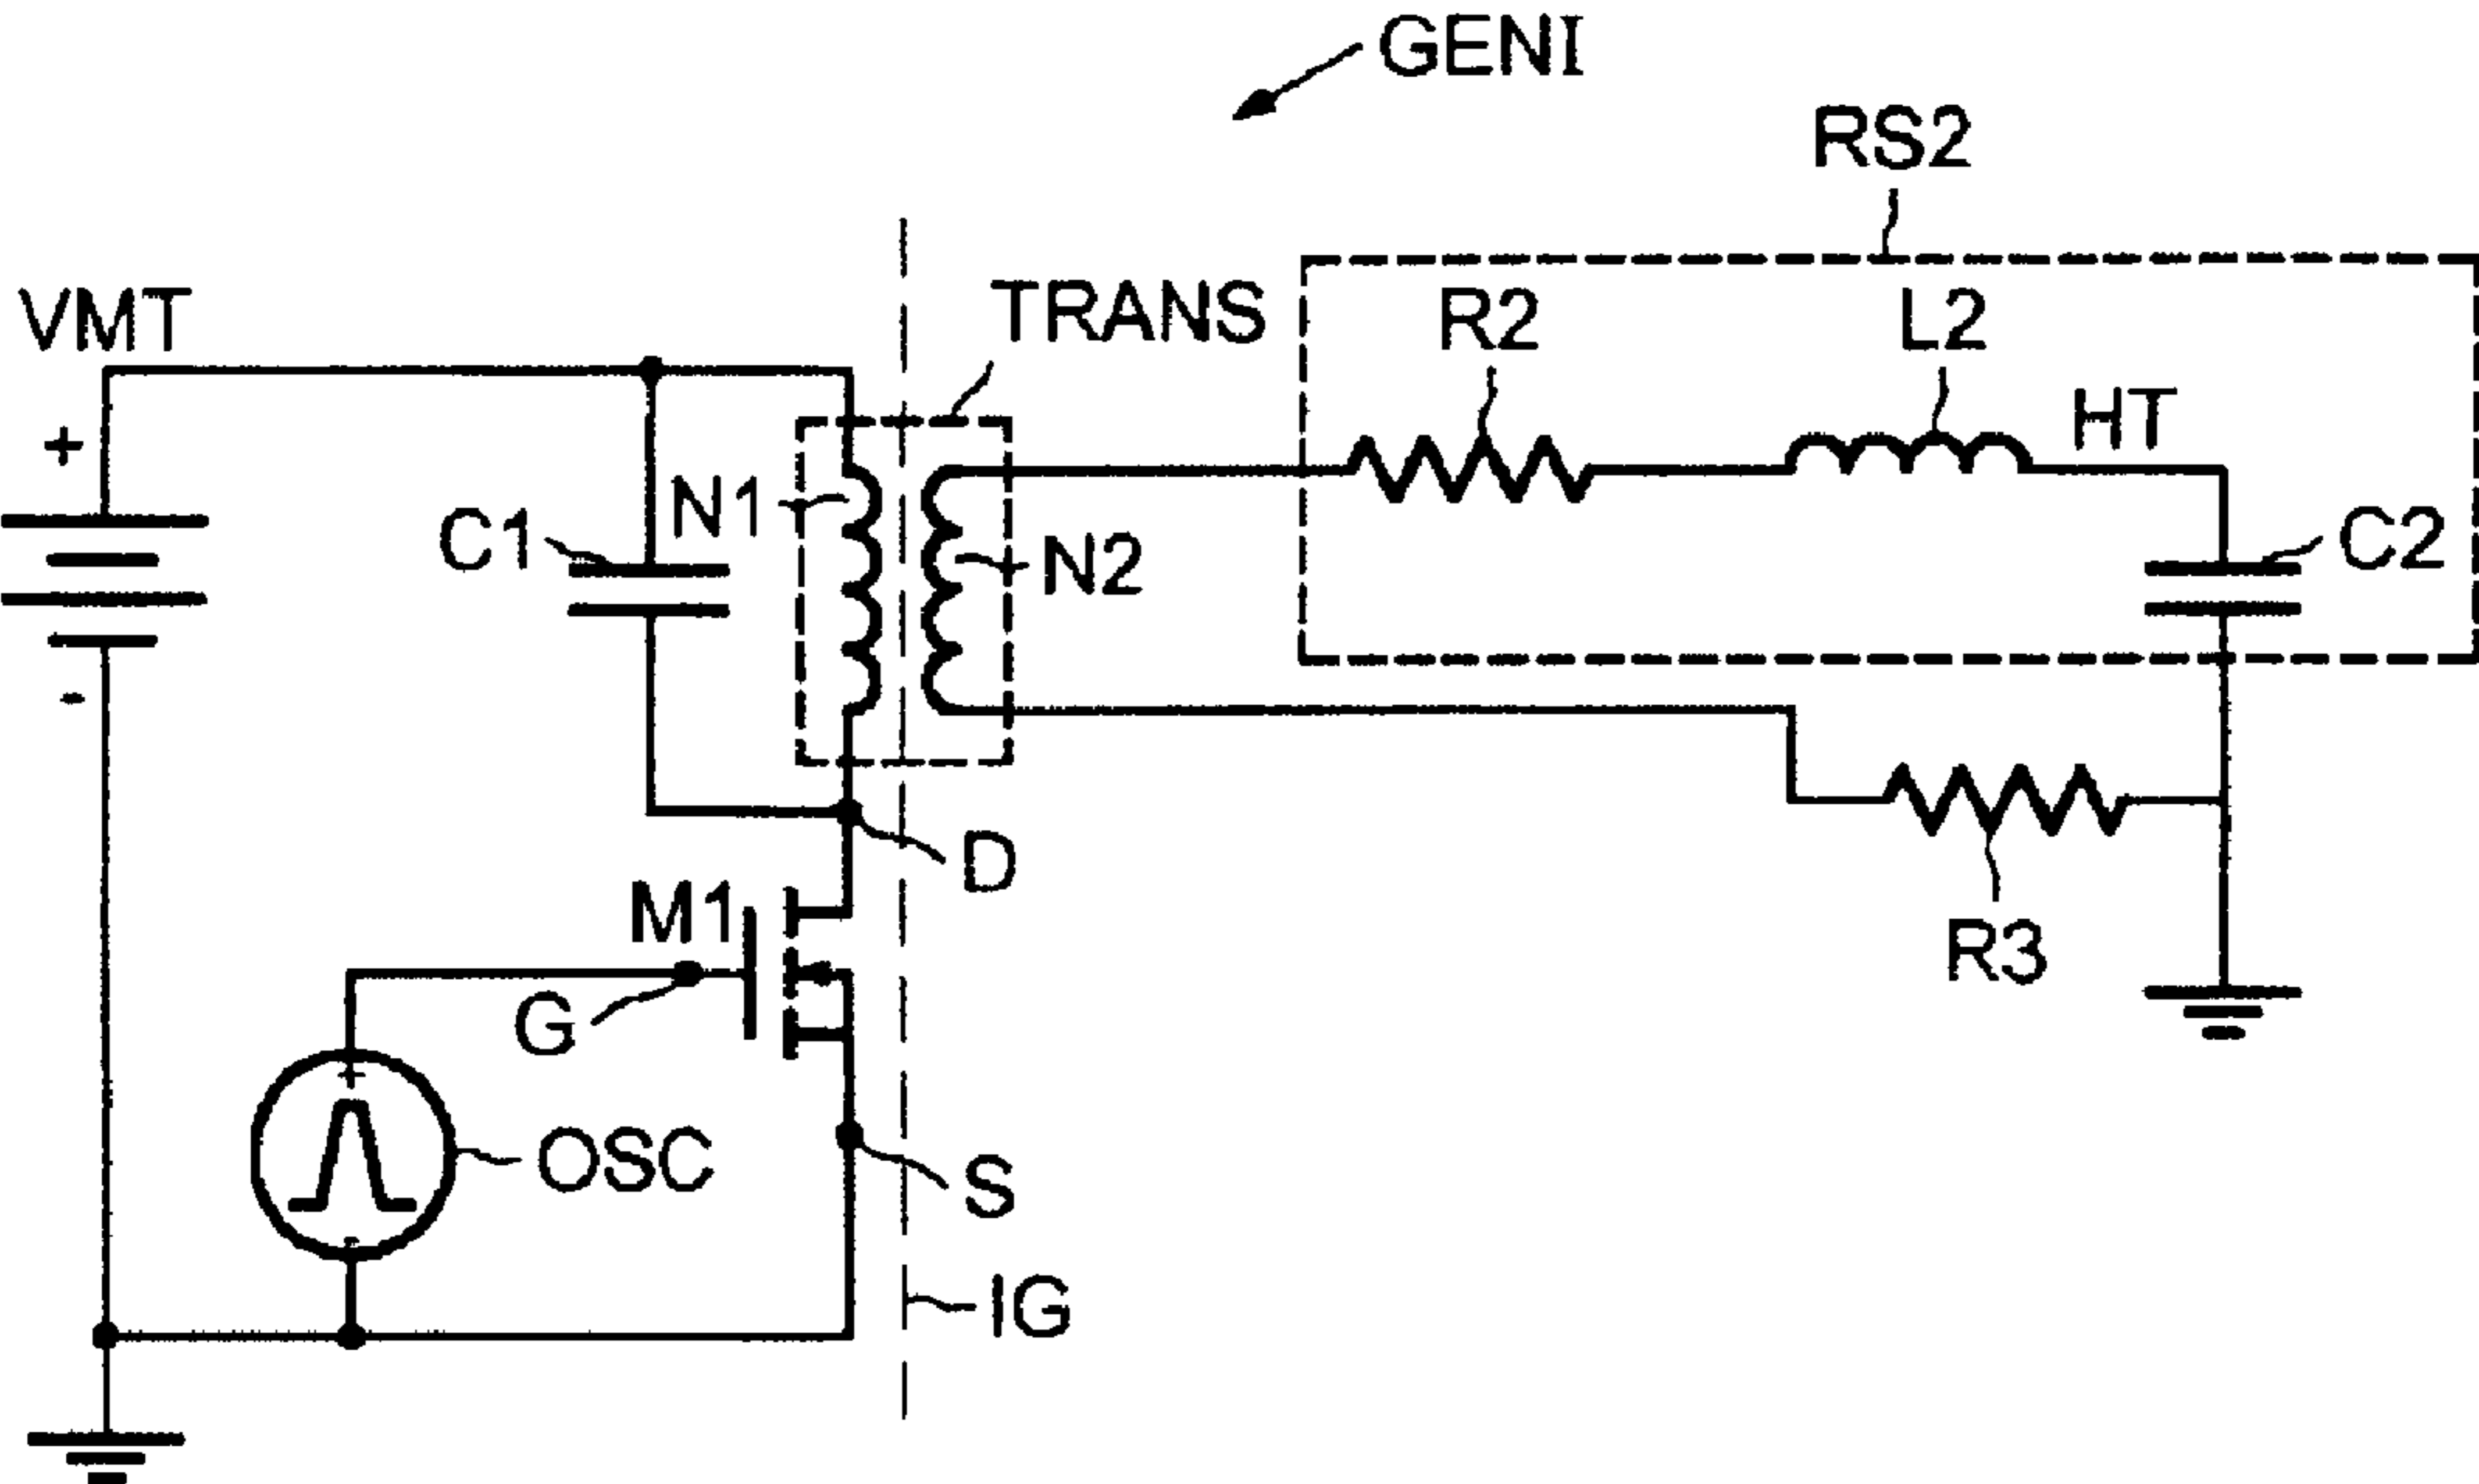 GENI
RS2
VMT
TRANS
R2
L2
HT
+
N1
C1
N2
C2
-
D
M1
R3
G
+
OSC
-
S
IG